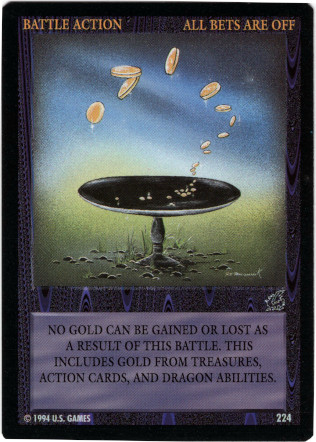 BATTLE ACTION ALL BETS ARE OFF
NO GOLD CAN BE GAINED OR LOST AS
A RESULT OF THIS BATTLE. THIS
INCLUDES GOLD FROM TREASURES,
ACTION CARDS, AND DRAGON ABILITIES.
© 1994 U.S. GAMES 224